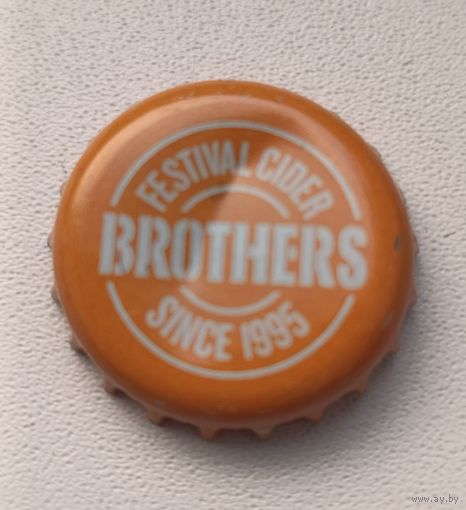 FESTIVAL CIDER
BROTHERS
SINCE 1995
www.ay.by